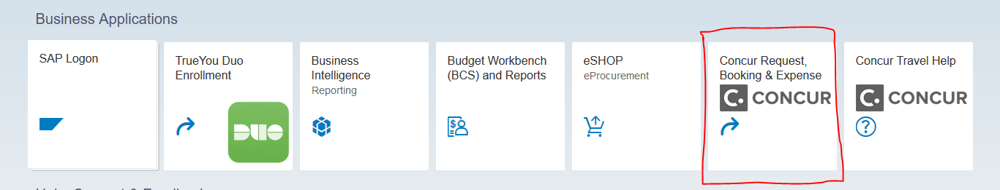 Business Applications
SAP Logon
TrueYou Duo
Enrollment
DUO
Business
Intelligence
Reporting
Budget Workbench
(BCS) and Reports
eSHOP
eProcurement
Concur Request,
Booking & Expense
C. CONCUR
Concur Travel Help
C. CONCUR